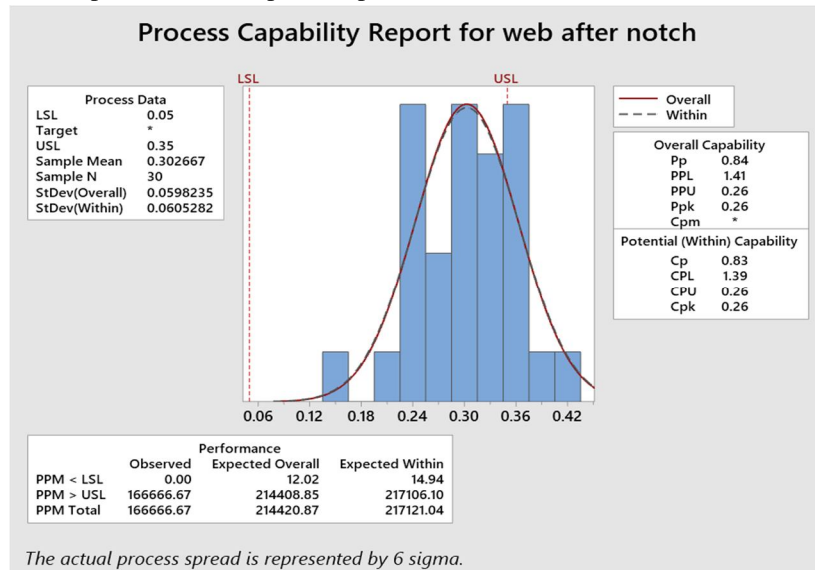 Process Capability Report for web after notch
LSL USL
Process Data
LSL 0.05
Target *
USL 0.35
Sample Mean 0.302667
Sample N 30
StDev(Overall) 0.0598235
StDev(Within) 0.0605282
Overall
Within
Overall Capability
Pp 0.84
PPL 1.41
PPU 0.26
Ppk 0.26
Cpm *
Potential (Within) Capability
Cp 0.83
CPL 1.39
CPU 0.26
Cpk 0.26
0.06 0.12 0.18 0.24 0.30 0.36 0.42
Performance
Observed Expected Overall Expected Within
PPM < LSL 0.00 12.02 14.94
PPM > USL 166666.67 214408.85 217106.10
PPM Total 166666.67 214420.87 217121.04
The actual process spread is represented by 6 sigma.